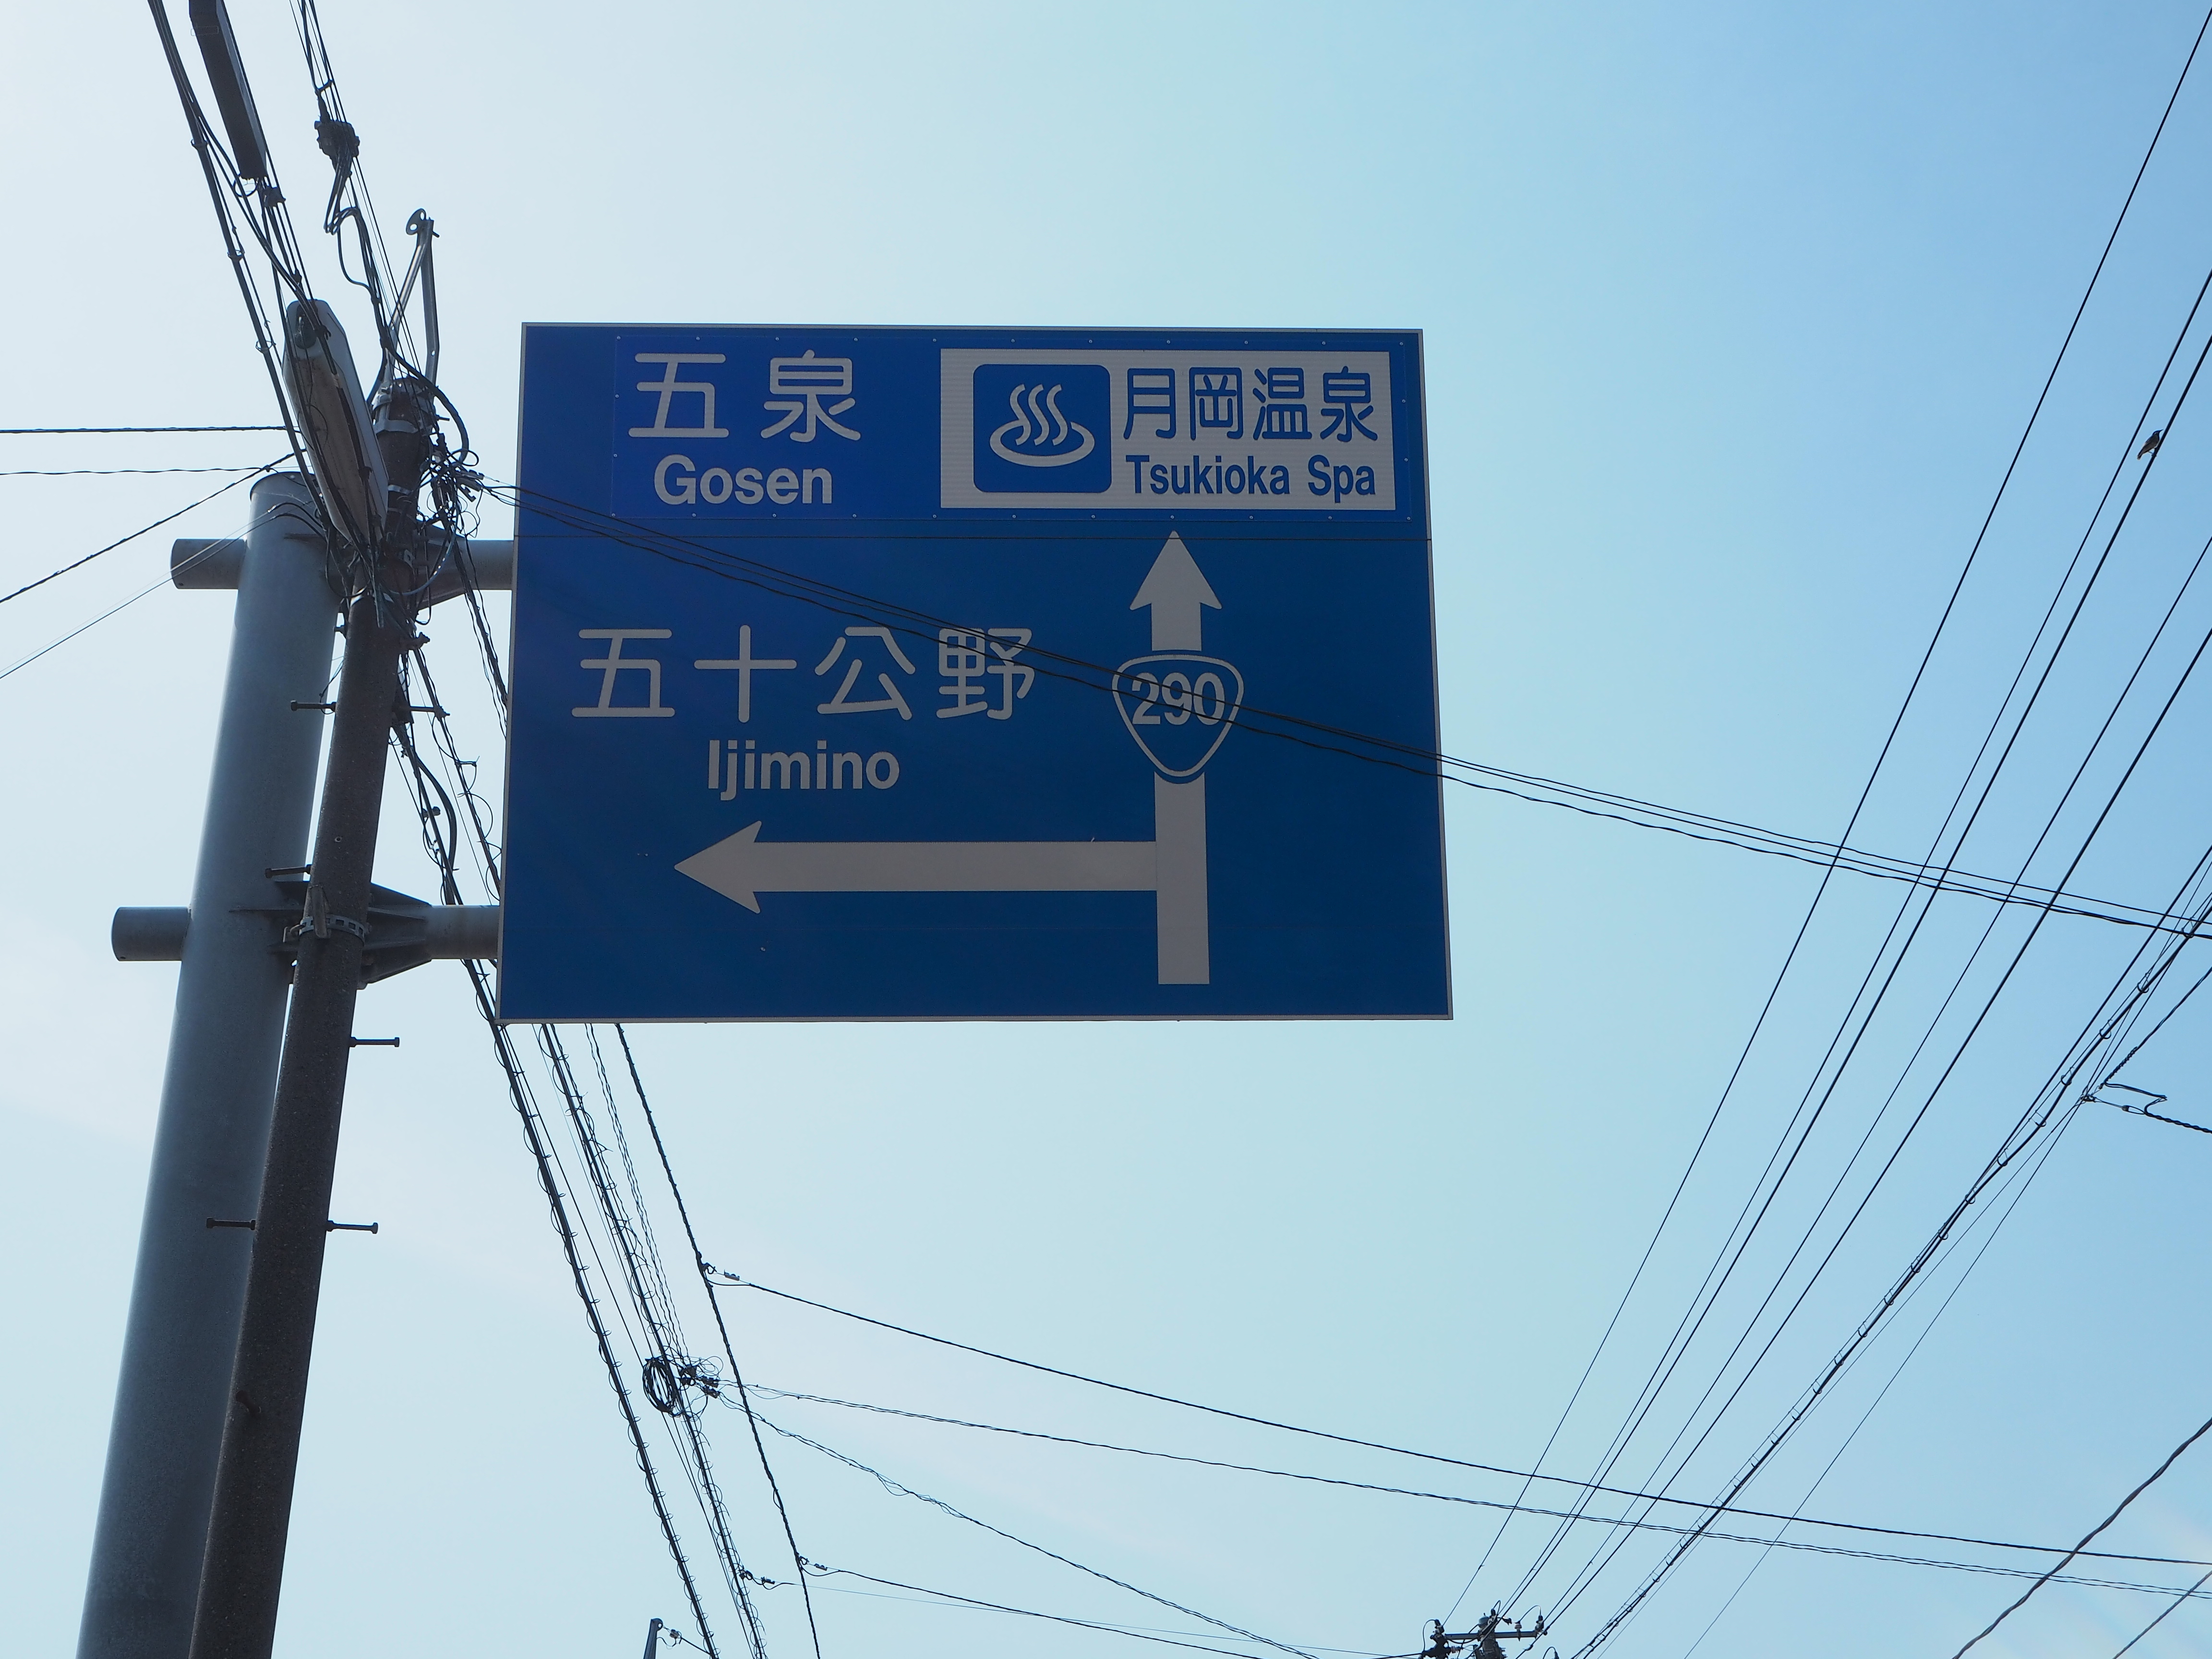 五泉
Gosen
月岡温泉
Tsukioka Spa
五十公野
Ijimino
290